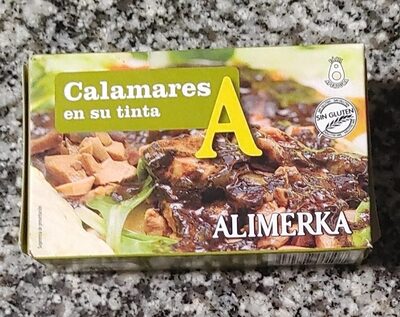 Calamares
en su tinta
A
SIN GLUTEN
ALIMERKA